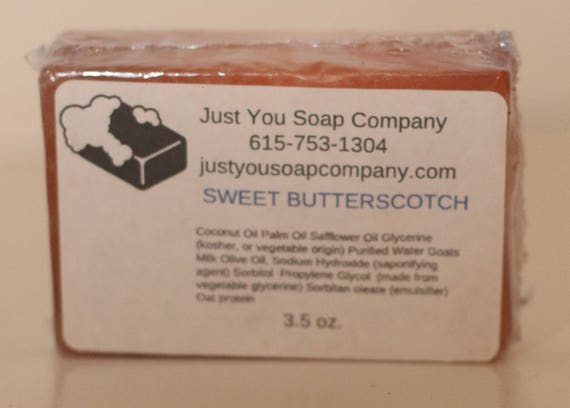 Just You Soap Company
615-753-1304
justyousoapcompany.com
SWEET BUTTERSCOTCH
Coconut Oil Palm Oil Safflower Oil Glycerine
(kosher, or vegetable origin) Purified Water Goats
Milk Olive Oil, Sodium Hydroxide (saponifying
agent) Sorbitol Propylene Glycol (made from
vegetable glycerine) Sorbitan oleate (emulsifier)
Oat protein
3.5 oz.